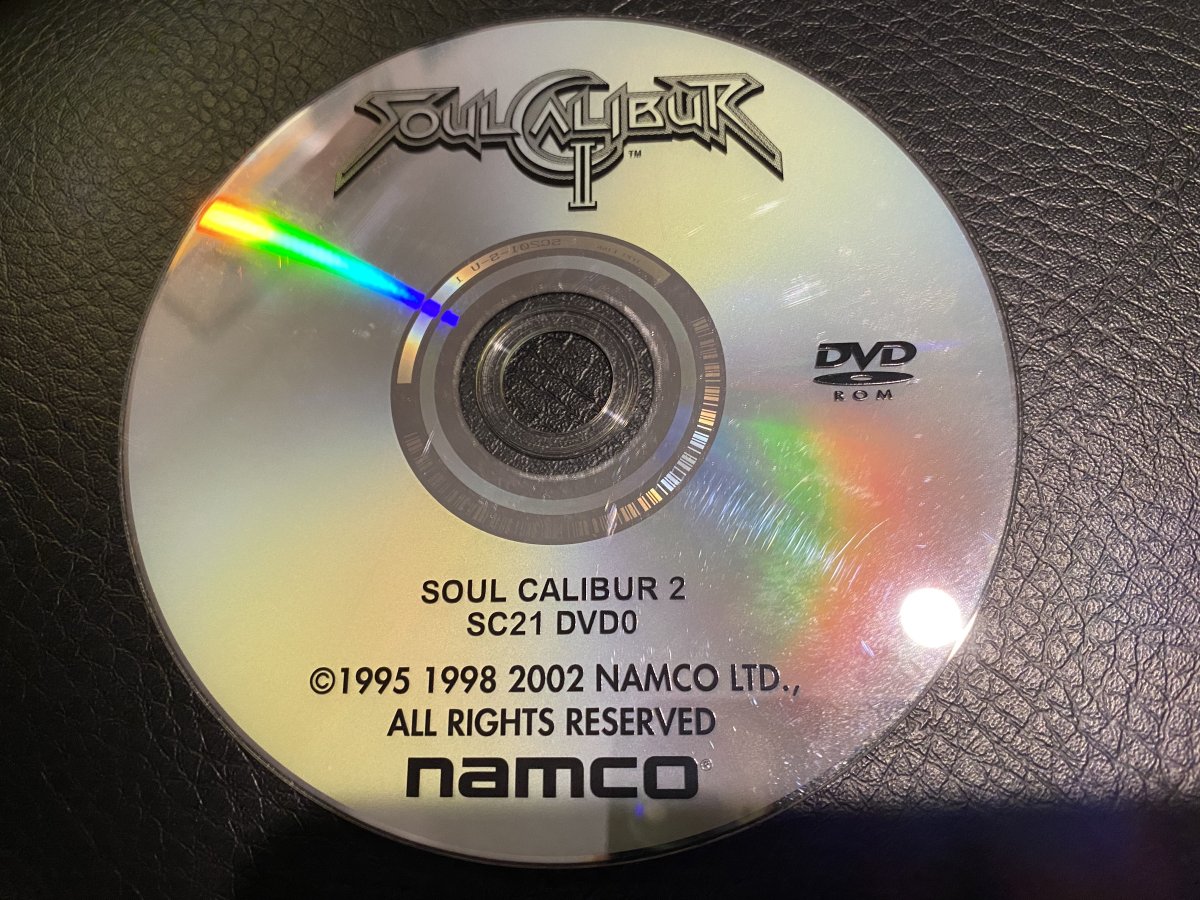 SOULCALIBUR
II ™
DVD
ROM
SOUL CALIBUR 2
SC21 DVD0
©1995 1998 2002 NAMCO LTD.,
ALL RIGHTS RESERVED
namco®